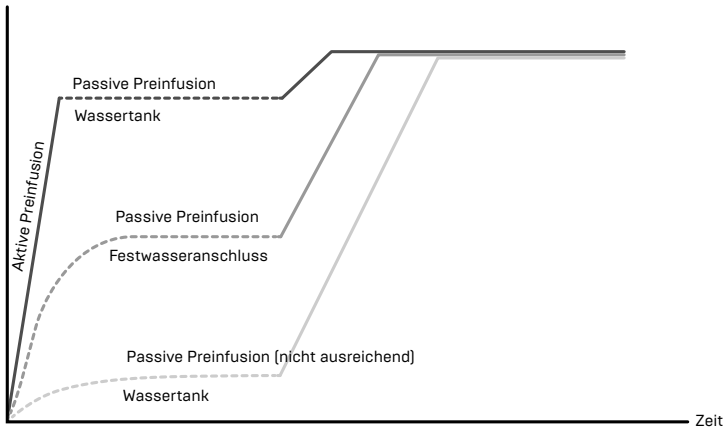 Passive Preinfusion
Wassertank
Aktive Preinfusion
Passive Preinfusion
Festwasseranschluss
Passive Preinfusion (nicht ausreichend)
Wassertank
Zeit